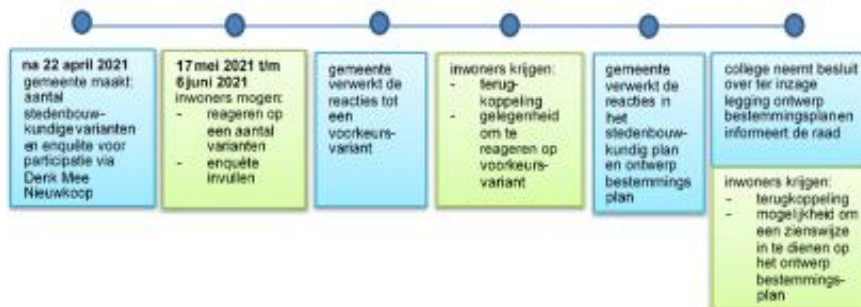 na 22 april 2021
gemeente maakt:
aantal
stedenbouw-
kundige varianten
en enquête voor
participatie via
Denk Mee
Nieuwkoop
17 mei 2021 t/m
6 juni 2021
inwoners mogen:
- reageren op
een aantal
varianten
- enquête
invullen
gemeente
verwerkt de
reacties tot
een
voorkeurs-
variant
inwoners krijgen:
- terug-
koppeling
- gelegenheid
om te
reageren op
voorkeurs-
variant
gemeente
verwerkt de
reacties in
het
stedenbouw-
kundig plan
en ontwerp
bestemmings
plan
college neemt besluit
over ter inzage
legging ontwerp
bestemmingsplan en
informeert de raad
inwoners krijgen:
- terugkoppeling
- mogelijkheid om
een zienswijze
in te dienen op
het ontwerp
bestemmings-
plan